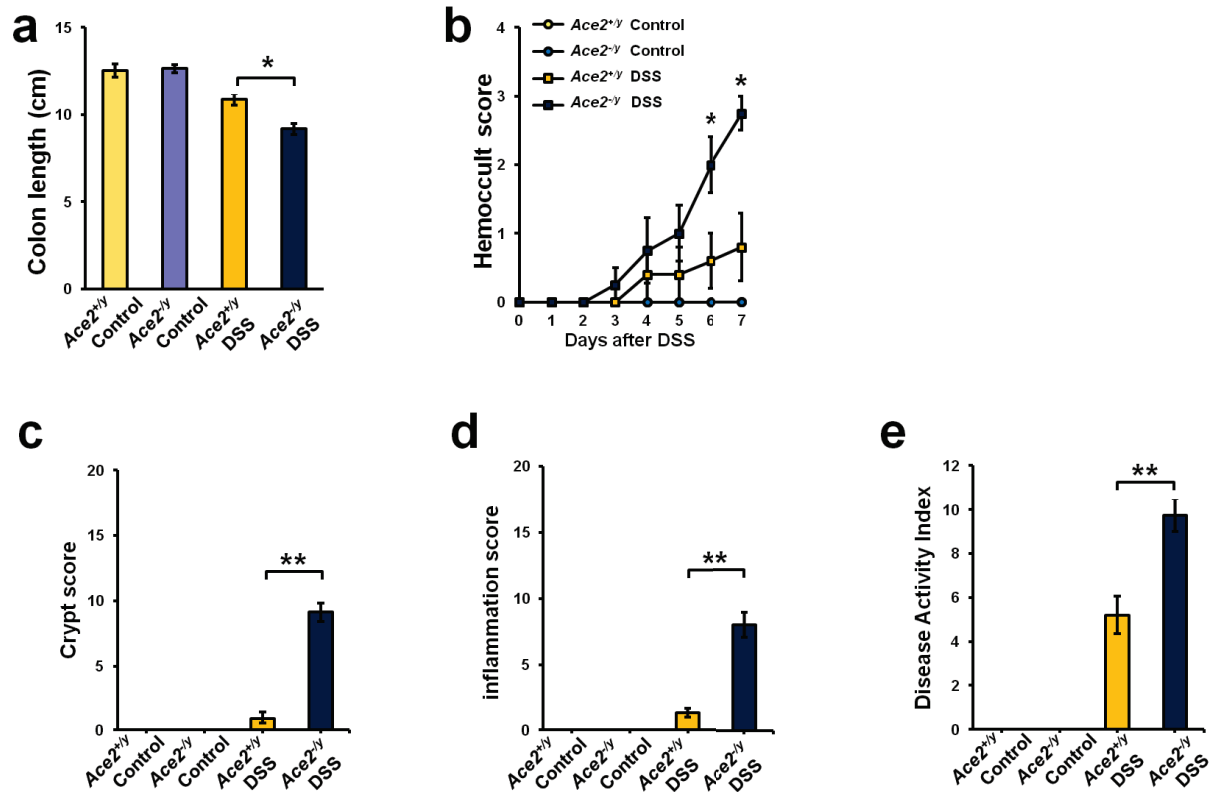 a
15
10
5
0
Colon length (cm)
*
Ace2+/y Control
Ace2-/y Control
Ace2+/y DSS
Ace2-/y DSS
b
4
3
2
1
0
Hemoccult score
Ace2+/y Control
Ace2-/y Control
Ace2+/y DSS
Ace2-/y DSS
*
*
0 1 2 3 4 5 6 7
Days after DSS
c
20
15
10
5
0
Crypt score
**
Ace2+/y Control
Ace2-/y Control
Ace2+/y DSS
Ace2-/y DSS
d
20
15
10
5
0
inflammation score
**
Ace2+/y Control
Ace2-/y Control
Ace2+/y DSS
Ace2-/y DSS
e
12
10
8
6
4
2
0
Disease Activity Index
**
Ace2+/y Control
Ace2-/y Control
Ace2+/y DSS
Ace2-/y DSS